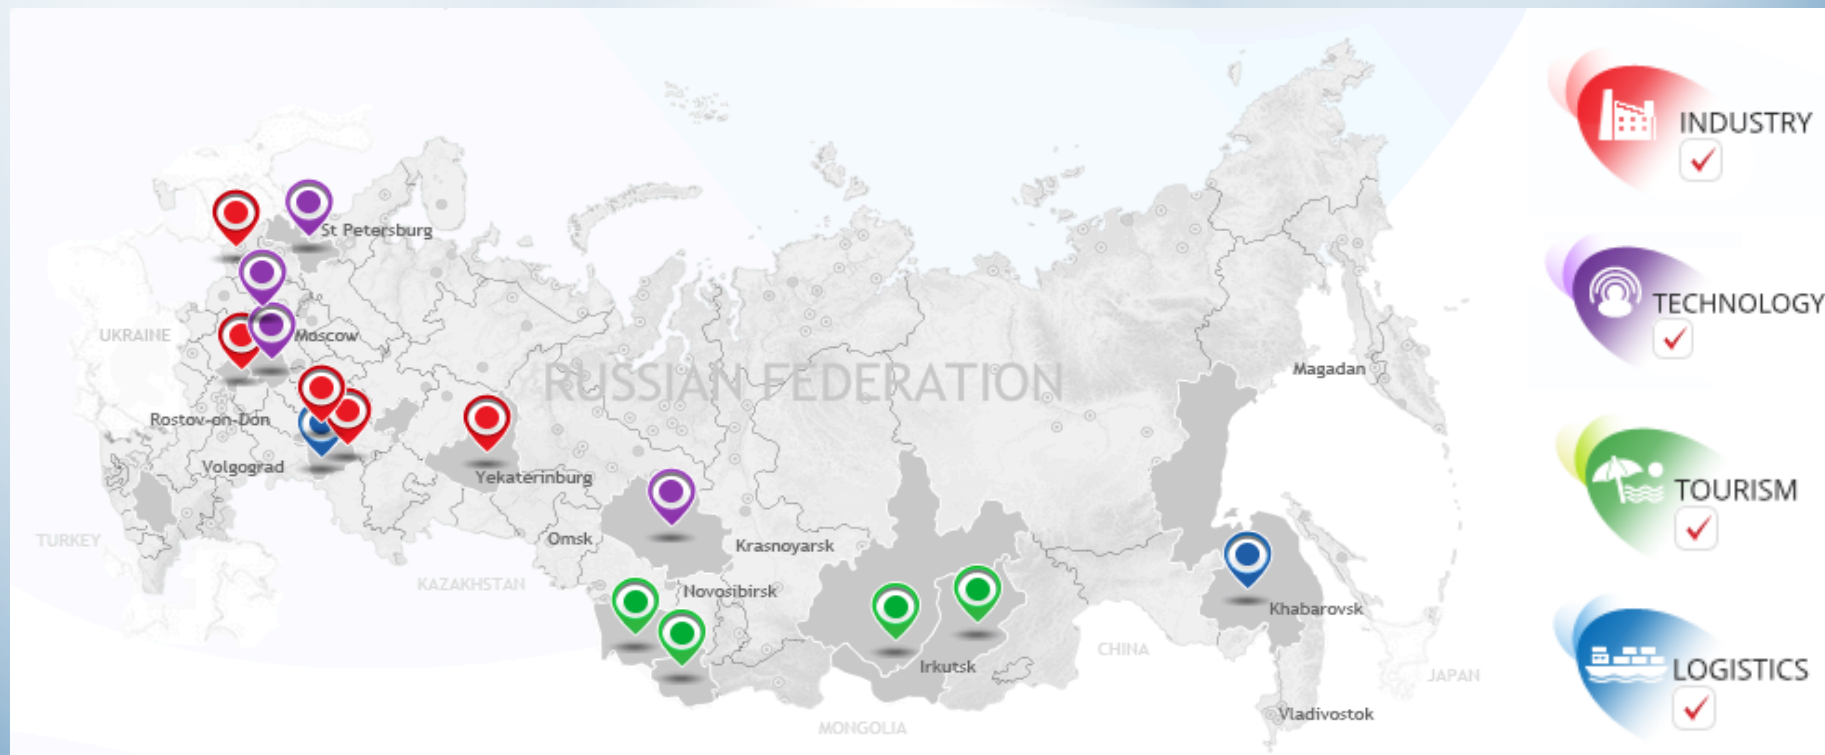 INDUSTRY
St Petersburg
TECHNOLOGY
UKRAINE
Moscow
Magadan
RUSSIAN FEDERATION
Rostov-on-Don
Volgograd
Yekaterinburg
TOURISM
TURKEY
Omsk
Krasnoyarsk
KAZAKHSTAN
Novosibirsk
Khabarovsk
CHINA
Irkutsk
LOGISTICS
JAPAN
Vladivostok
MONGOLIA